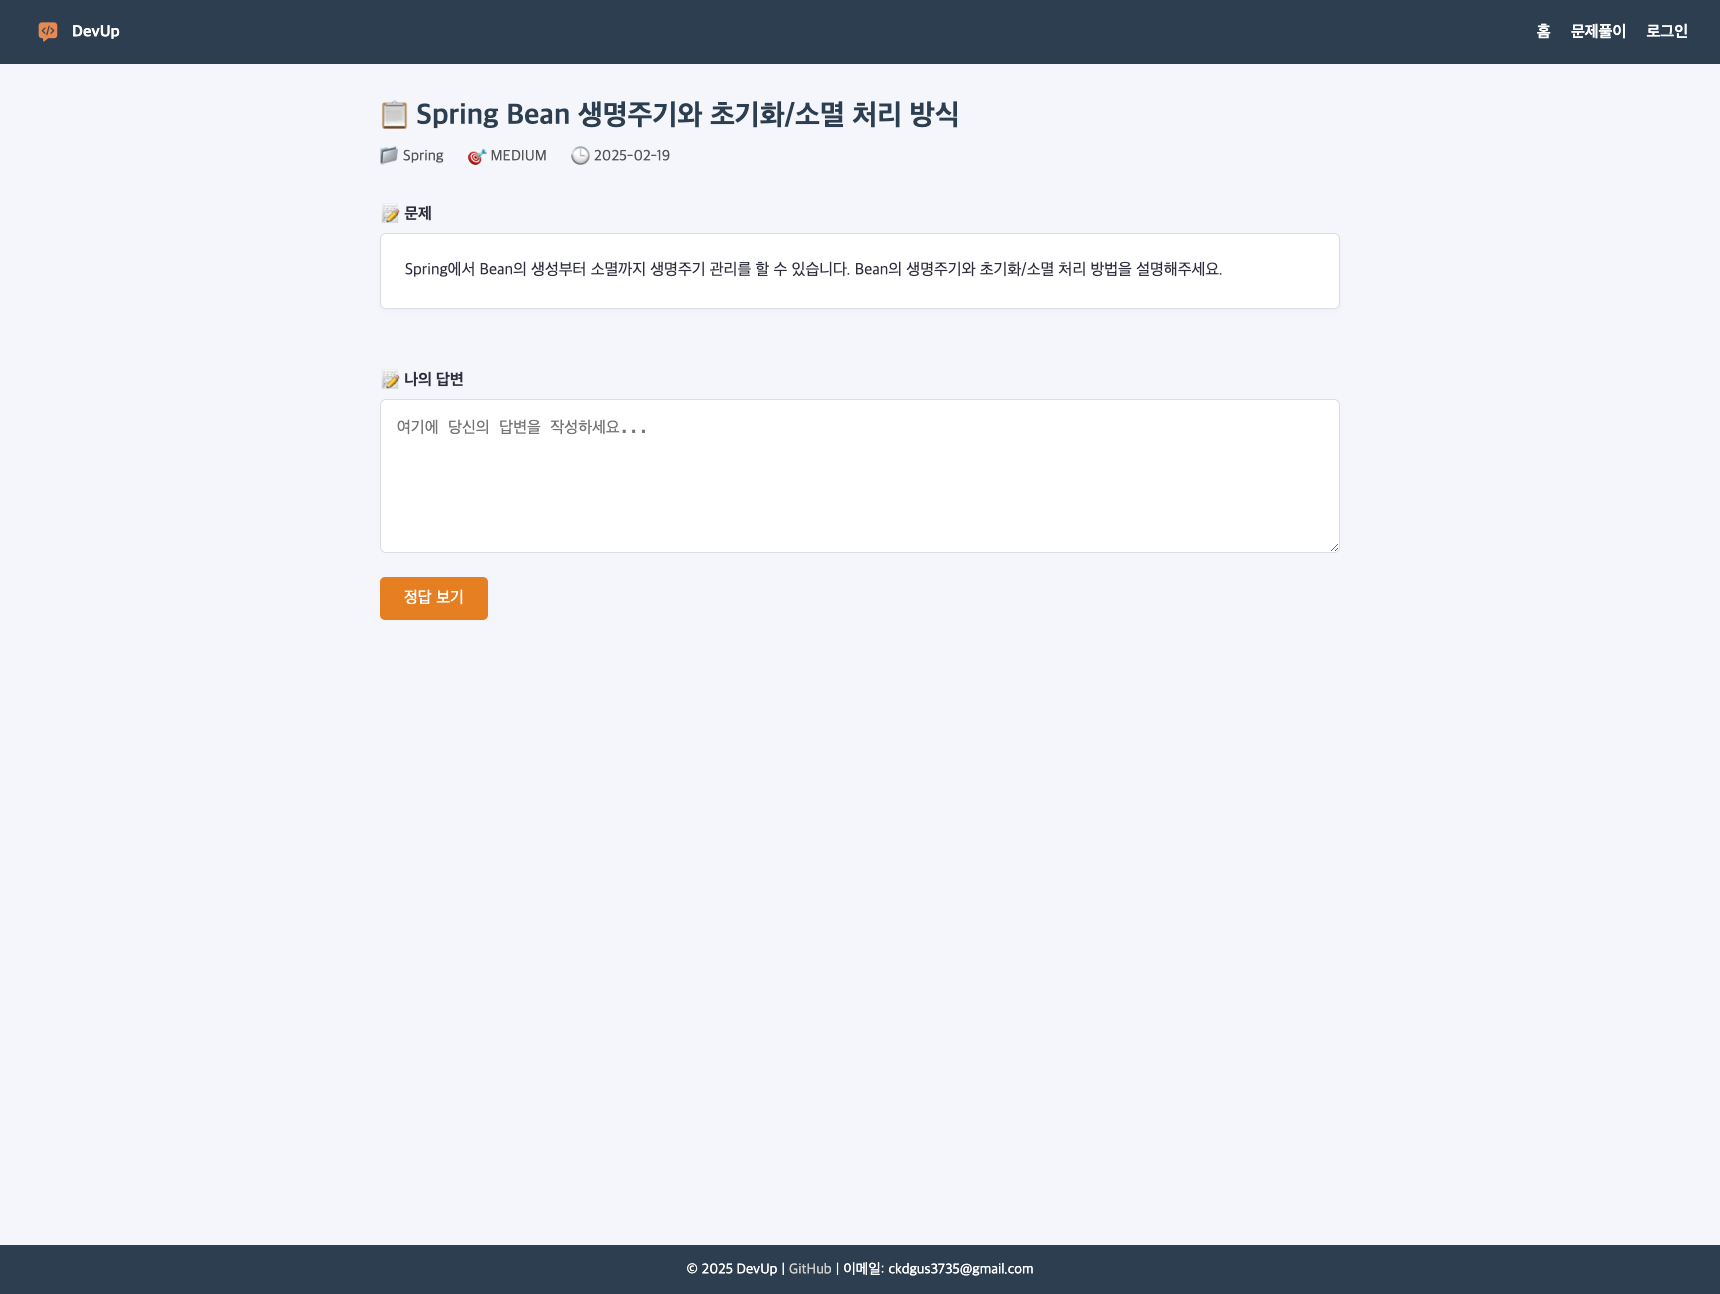 DevUp
홈 문제풀이 로그인
📋 Spring Bean 생명주기와 초기화/소멸 처리 방식
📁 Spring 🎯 MEDIUM 🕒 2025-02-19
📝 문제
Spring에서 Bean의 생성부터 소멸까지 생명주기 관리를 할 수 있습니다. Bean의 생명주기와 초기화/소멸 처리 방법을 설명해주세요.
📝 나의 답변
여기에 당신의 답변을 작성하세요...
정답 보기
© 2025 DevUp | GitHub | 이메일: ckdgus3735@gmail.com